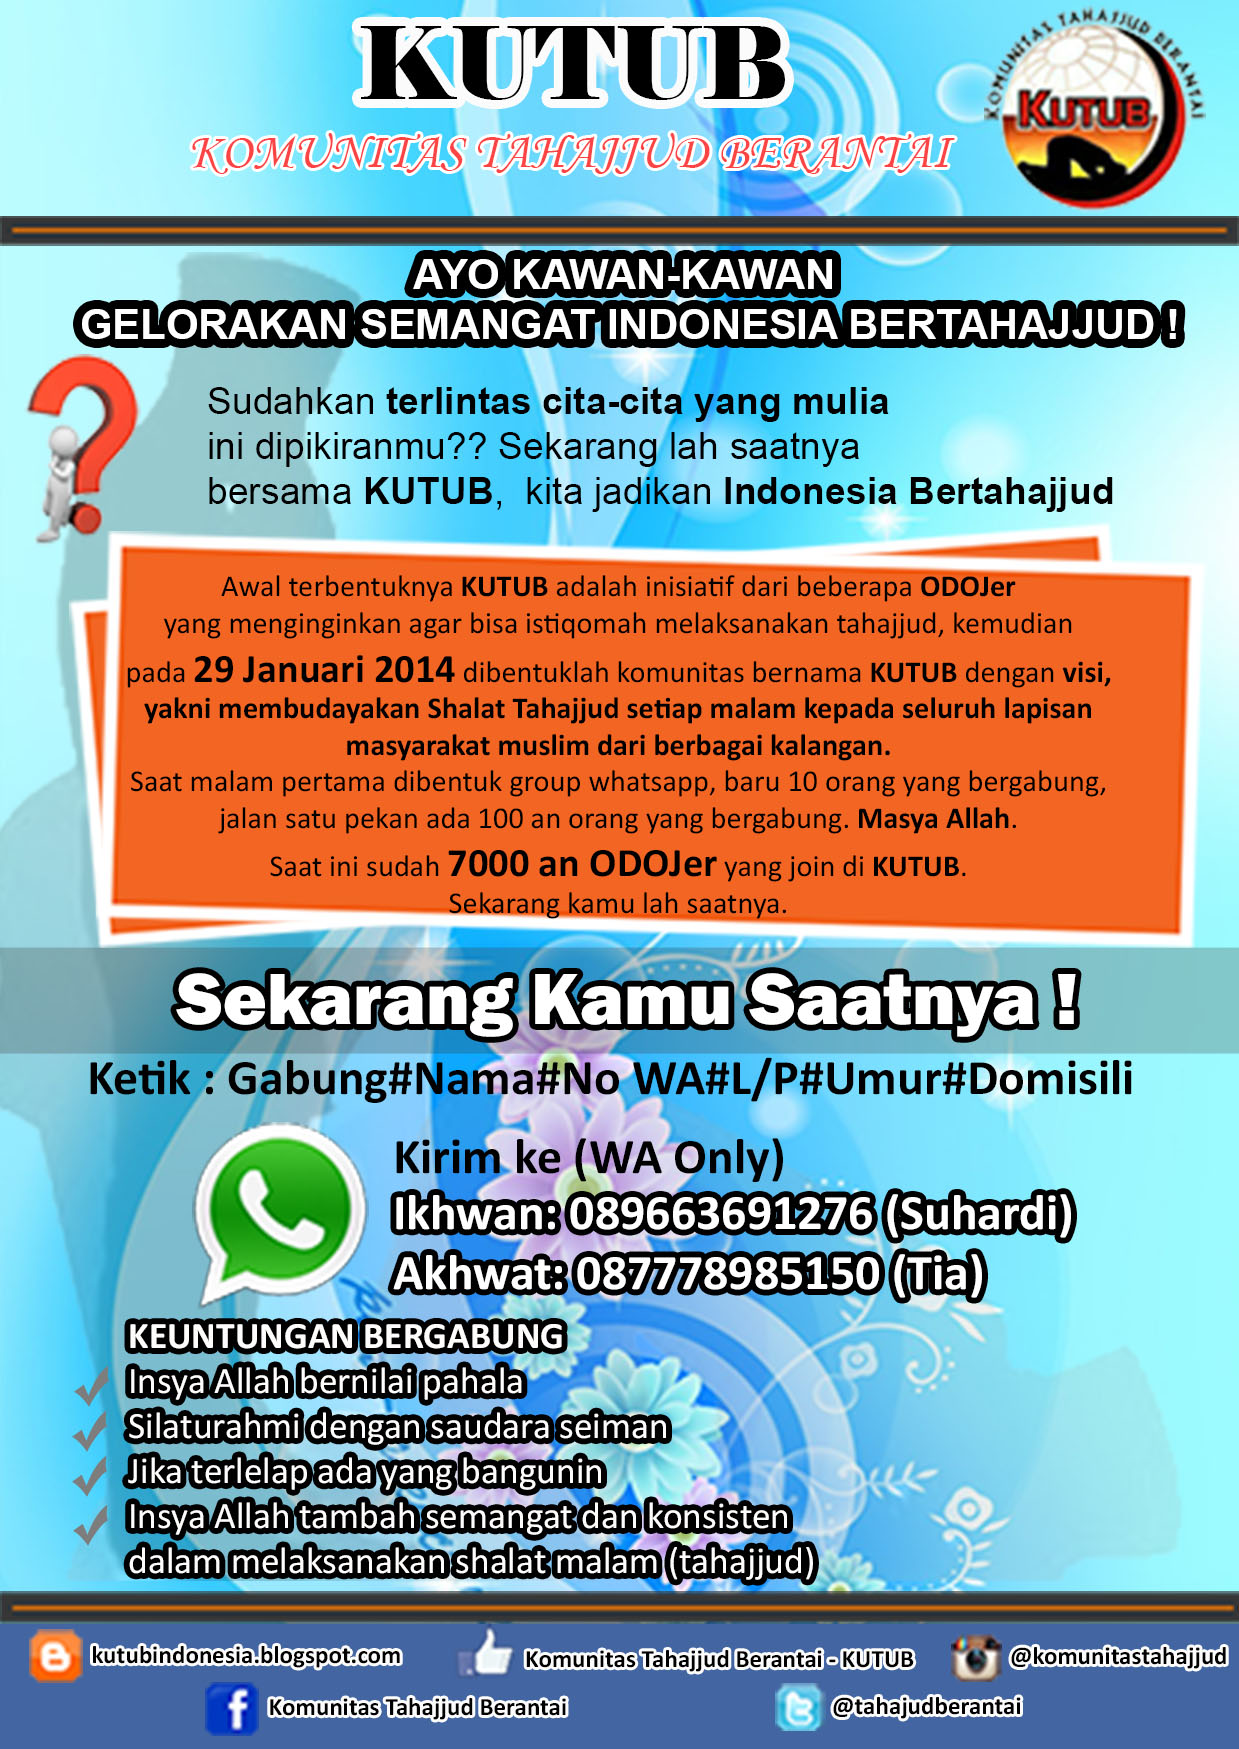 KUTUB
KOMUNITAS TAHAJJUD BERANTAI
KOMUNITAS TAHAJJUD BERANTAI
KUTUB
AYO KAWAN-KAWAN
GELORAKAN SEMANGAT INDONESIA BERTAHAJJUD !
Sudahkan terlintas cita-cita yang mulia
ini dipikiranmu?? Sekarang lah saatnya
bersama KUTUB, kita jadikan Indonesia Bertahajjud
Awal terbentuknya KUTUB adalah inisiatif dari beberapa ODOJer
yang menginginkan agar bisa istiqomah melaksanakan tahajjud, kemudian
pada 29 Januari 2014 dibentuklah komunitas bernama KUTUB dengan visi,
yakni membudayakan Shalat Tahajjud setiap malam kepada seluruh lapisan
masyarakat muslim dari berbagai kalangan.
Saat malam pertama dibentuk group whatsapp, baru 10 orang yang bergabung,
jalan satu pekan ada 100 an orang yang bergabung. Masya Allah.
Saat ini sudah 7000 an ODOJer yang join di KUTUB.
Sekarang kamu lah saatnya.
Sekarang Kamu Saatnya !
Ketik : Gabung#Nama#No WA#L/P#Umur#Domisili
Kirim ke (WA Only)
Ikhwan: 089663691276 (Suhardi)
Akhwat: 087778985150 (Tia)
KEUNTUNGAN BERGABUNG
Insya Allah bernilai pahala
Silaturahmi dengan saudara seiman
Jika terlelap ada yang bangunin
Insya Allah tambah semangat dan konsisten
dalam melaksanakan shalat malam (tahajjud)
kutubindonesia.blogspot.com
Komunitas Tahajjud Berantai - KUTUB
@komunitastahajjud
Komunitas Tahajjud Berantai
@tahajudberantai